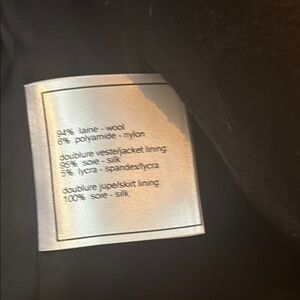 94% laine - wool
6% polyamide - nylon
doublure veste/jacket lining:
95% soie - silk
5% lycra - spandex/lycra
doublure jupe/skirt lining:
100% soie - silk